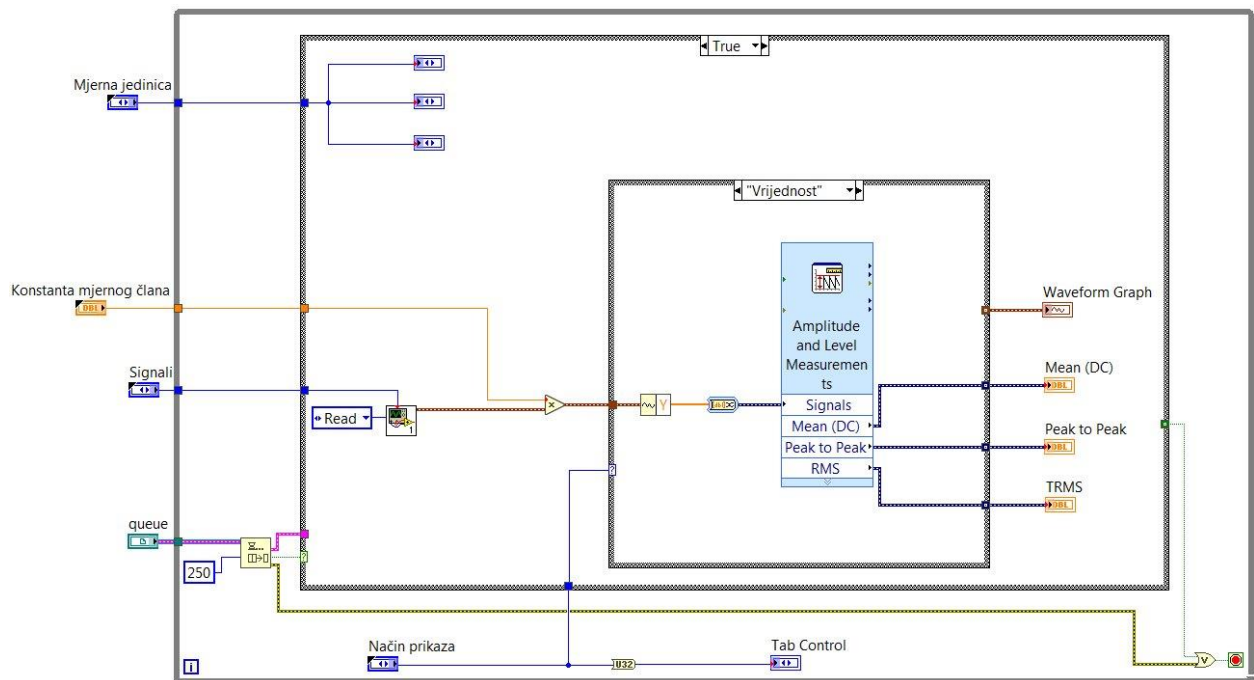 True
Mjerna jedinica
"Vrijednost"
Konstanta mjernog člana
DBL
Waveform Graph
Amplitude
and Level
Measuremen
ts
Signali
Mean (DC)
DBL
Read
1
Y
Signals
Mean (DC)
Peak to Peak
RMS
Peak to Peak
DBL
TRMS
DBL
?
queue
?
250
i
Način prikaza
U32
Tab Control
V